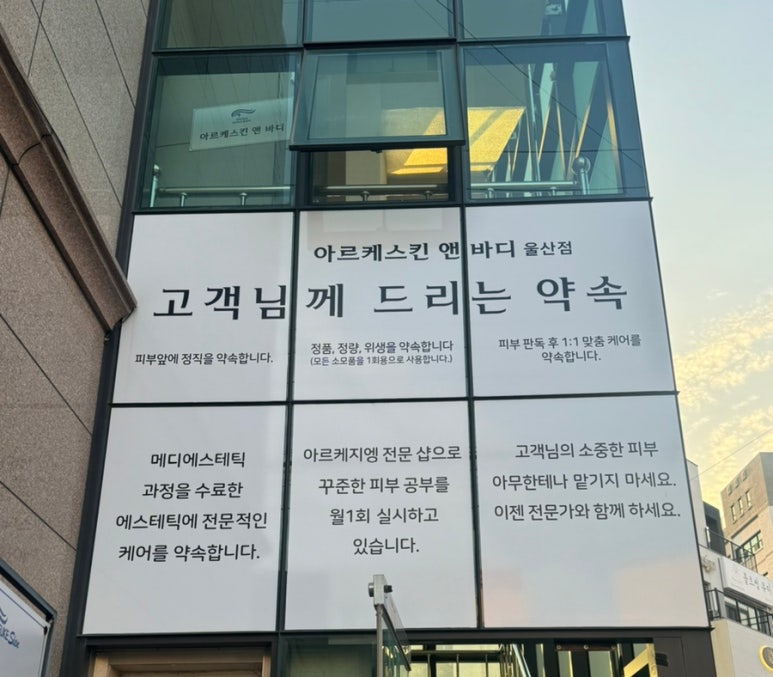 아르케스킨 앤 바디
아르케스킨 앤 바디 울산점
고객님께 드리는 약속
피부앞에 정직을 약속합니다.
정품, 정량, 위생을 약속합니다
(모든 소모품을 1회용으로 사용합니다.)
피부 판독 후 1:1 맞춤 케어를
약속합니다.
메디에스테틱
과정을 수료한
에스테틱에 전문적인
케어를 약속합니다.
아르케지엥 전문 샵으로
꾸준한 피부 공부를
월1회 실시하고
있습니다.
고객님의 소중한 피부
아무한테나 맡기지 마세요.
이젠 전문가와 함께 하세요.